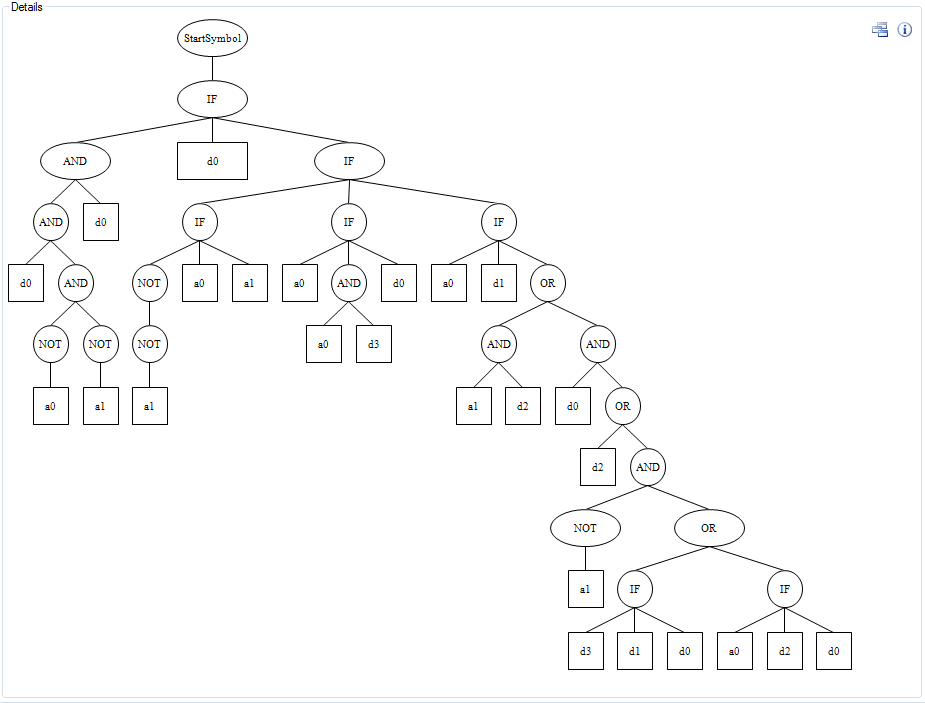 Details
StartSymbol
IF
AND d0 IF
AND d0 IF IF IF
d0 AND NOT a0 a1 a0 AND d0 a0 d1 OR
NOT NOT NOT a0 d3 AND AND
a0 a1 a1 a1 d2 d0 OR
d2 AND
NOT OR
a1 IF IF
d3 d1 d0 a0 d2 d0